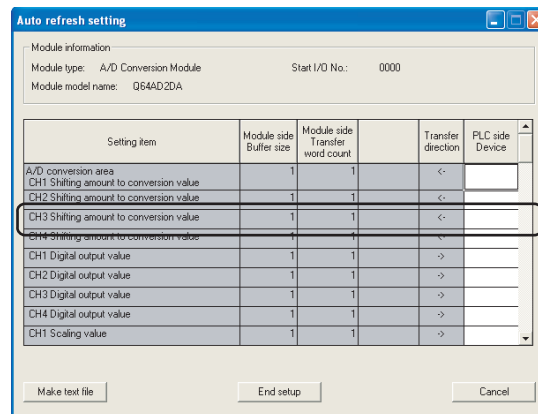 Auto refresh setting
Module information
Module type: A/D Conversion Module Start I/O No.: 0000
Module model name: Q64AD2DA
Setting item
Module side
Buffer size
Module side
Transfer
word count
Transfer
direction
PLC side
Device
A/D conversion area
CH1 Shifting amount to conversion value 1 1 <-
CH2 Shifting amount to conversion value 1 1 <-
CH3 Shifting amount to conversion value 1 1 <-
CH4 Shifting amount to conversion value 1 1 <-
CH1 Digital output value 1 1 ->
CH2 Digital output value 1 1 ->
CH3 Digital output value 1 1 ->
CH4 Digital output value 1 1 ->
CH1 Scaling value 1 1 ->
Make text file End setup Cancel